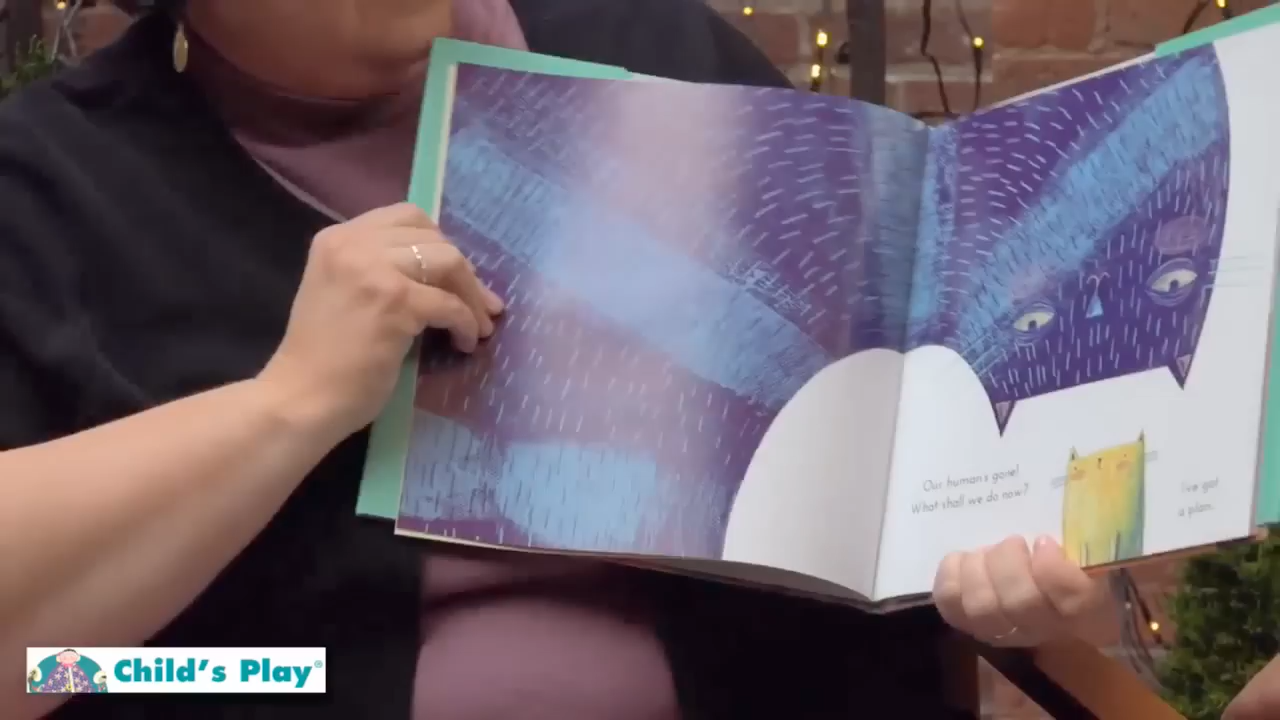 Our human's gone!
What shall we do now?
I've got
a plan.
Child's Play®